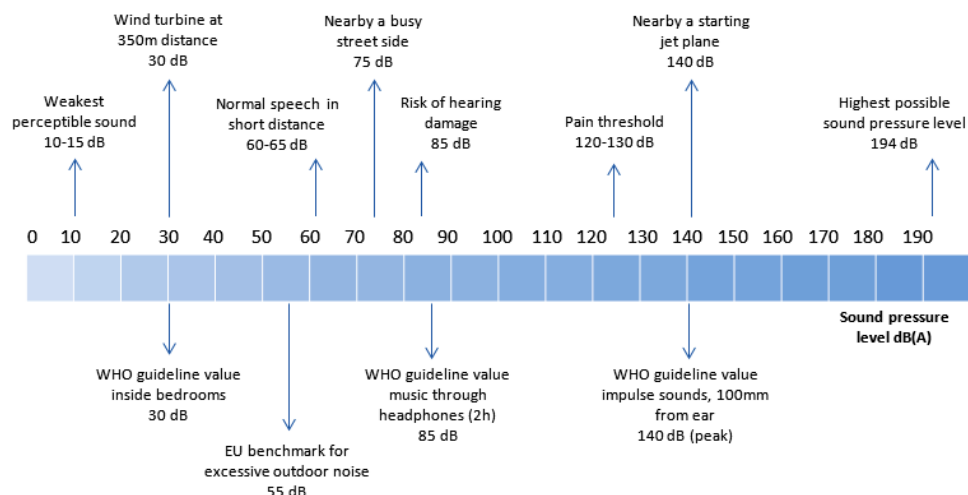 Wind turbine at
350m distance
30 dB
Nearby a busy
street side
75 dB
Nearby a starting
jet plane
140 dB
Weakest
perceptible sound
10-15 dB
Normal speech in
short distance
60-65 dB
Risk of hearing
damage
85 dB
Pain threshold
120-130 dB
Highest possible
sound pressure level
194 dB
0 10 20 30 40 50 60 70 80 90 100 110 120 130 140 150 160 170 180 190
Sound pressure
level dB(A)
WHO guideline value
inside bedrooms
30 dB
EU benchmark for
excessive outdoor noise
55 dB
WHO guideline value
music through
headphones (2h)
85 dB
WHO guideline value
impulse sounds, 100mm
from ear
140 dB (peak)